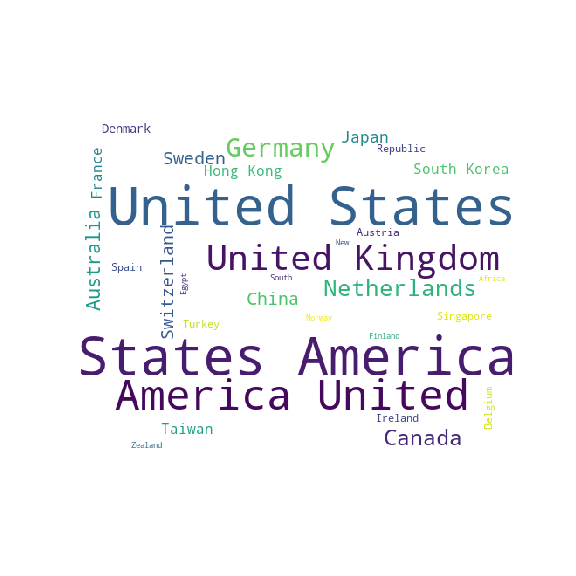 Denmark
Germany
Japan
Republic
Sweden
Hong Kong
South Korea
France
United States
Austria
New
Australia
Switzerland
United Kingdom
Spain
Egypt
South
Africa
Netherlands
China
Norway
Singapore
Turkey
Finland
States America
America United
Belgium
Ireland
Taiwan
Canada
Zealand